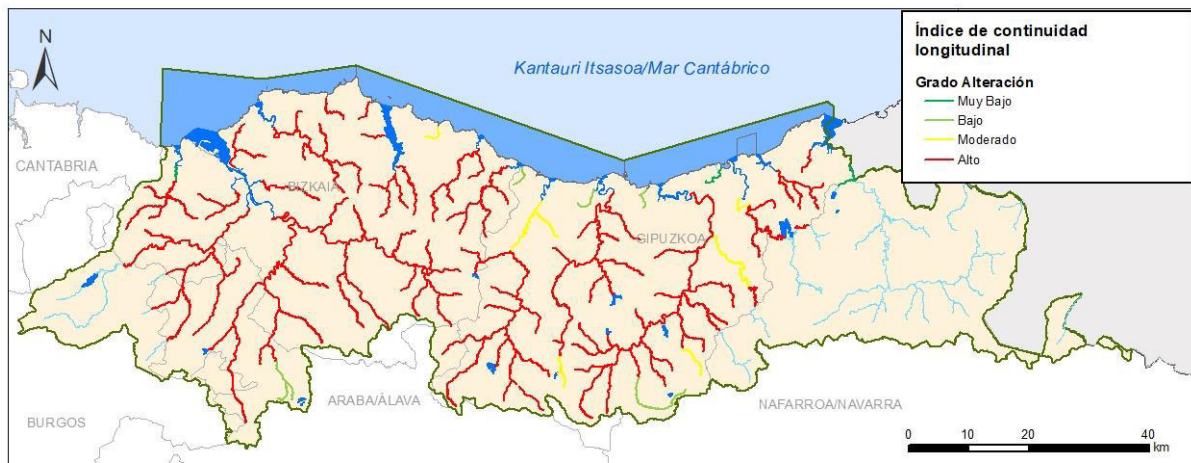 Índice de continuidad
longitudinal
Grado Alteración
Muy Bajo
Bajo
Moderado
Alto
N
Kantauri Itsasoa/Mar Cantábrico
CANTABRIA
BIZKAIA
GIPUZKOA
BURGOS
ARABA/ÀLAVA
NAFARROA/NAVARRA
0 10 20 40
km